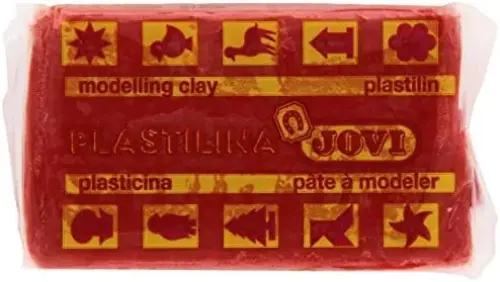 modelling clay plastilin
PLASTILINA JOVI
plasticina pâte à modeler